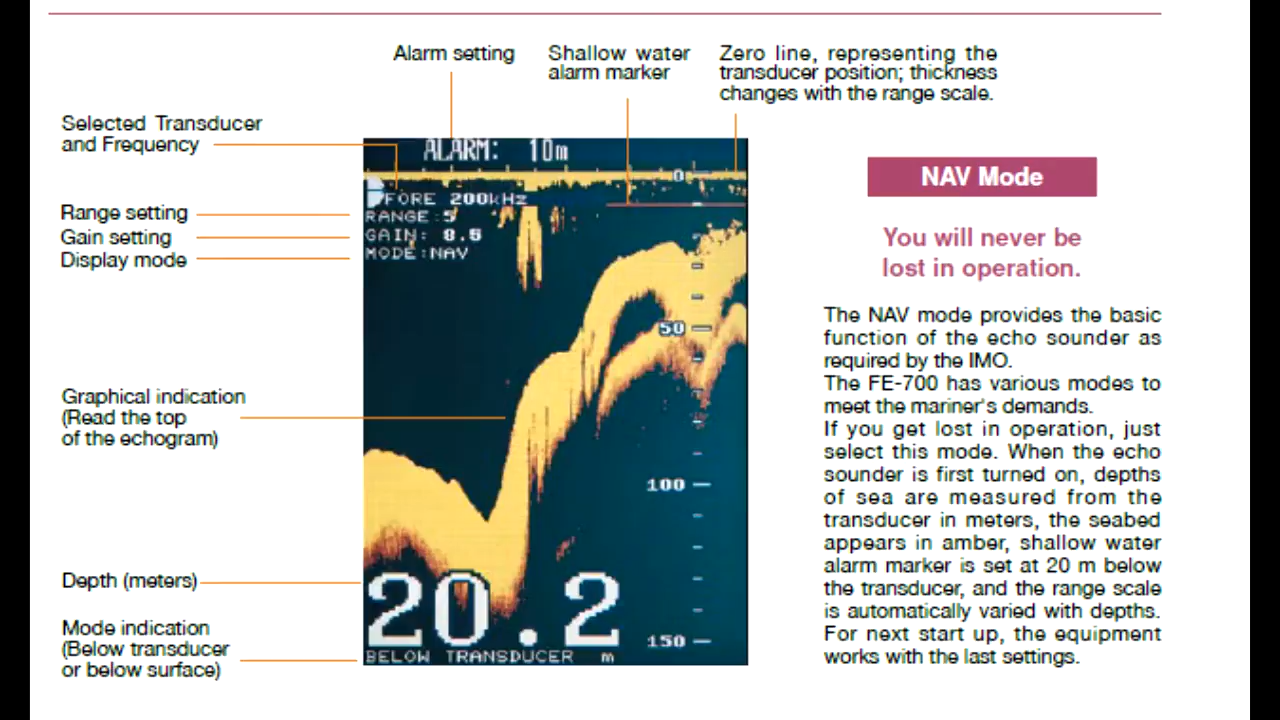 Alarm setting
Shallow water
alarm marker
Zero line, representing the
transducer position; thickness
changes with the range scale.
Selected Transducer
and Frequency
Range setting
Gain setting
Display mode
Graphical indication
(Read the top
of the echogram)
Depth (meters)
Mode indication
(Below transducer
or below surface)
ALARM: 10m
0
FORE 200kHz
RANGE:5
GAIN: 8.5
MODE:NAV
50
100
150
20.2
BELOW TRANSDUCER m
NAV Mode
You will never be
lost in operation.
The NAV mode provides the basic
function of the echo sounder as
required by the IMO.
The FE-700 has various modes to
meet the mariner's demands.
If you get lost in operation, just
select this mode. When the echo
sounder is first turned on, depths
of sea are measured from the
transducer in meters, the seabed
appears in amber, shallow water
alarm marker is set at 20 m below
the transducer, and the range scale
is automatically varied with depths.
For next start up, the equipment
works with the last settings.